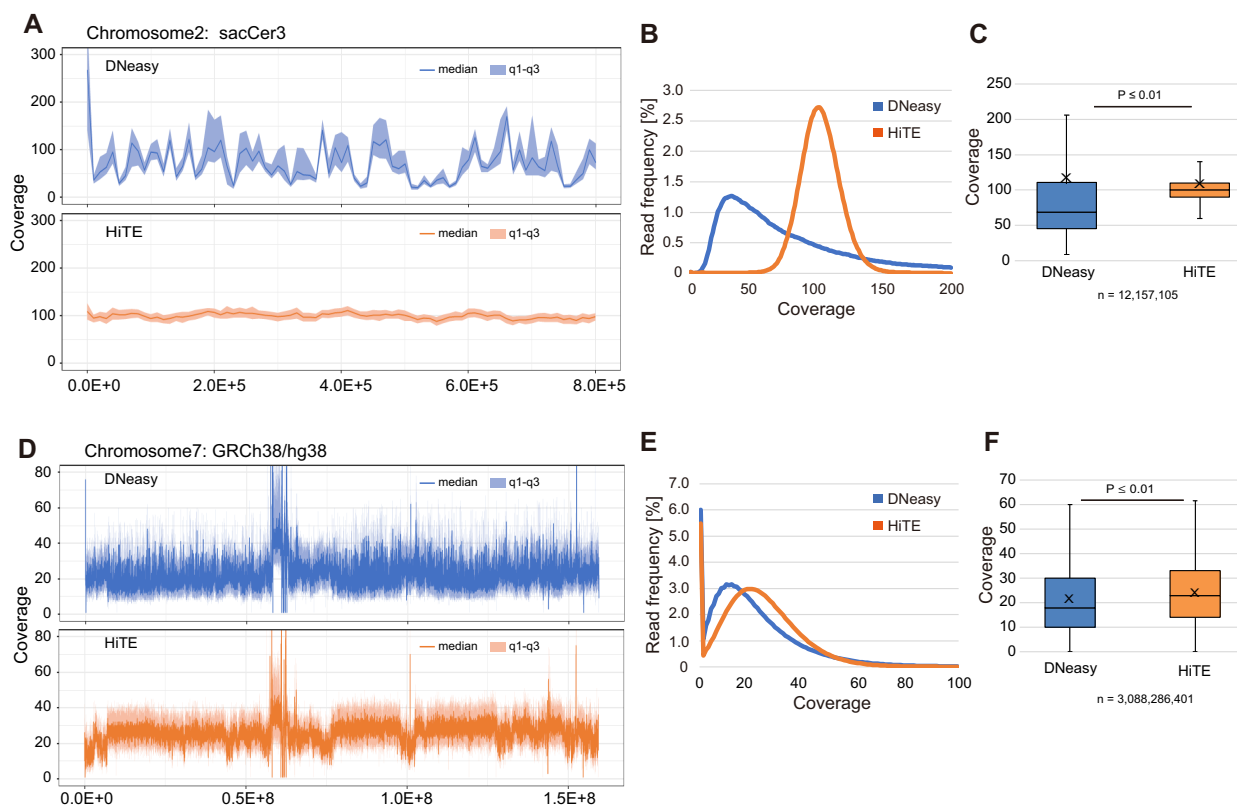 A
Chromosome2: sacCer3
DNeasy
median
q1-q3
300
200
100
0
HiTE
median
q1-q3
300
200
100
0
Coverage
0.0E+0
2.0E+5
4.0E+5
6.0E+5
8.0E+5
B
DNeasy
HiTE
Read frequency [%]
3.0
2.5
2.0
1.5
1.0
0.5
0
0
50
100
150
200
Coverage
C
P ≤ 0.01
Coverage
250
200
150
100
50
0
DNeasy
HiTE
n = 12,157,105
D
Chromosome7: GRCh38/hg38
DNeasy
median
q1-q3
80
60
40
20
0
HiTE
median
q1-q3
80
60
40
20
0
Coverage
0.0E+0
0.5E+8
1.0E+8
1.5E+8
E
DNeasy
HiTE
Read frequency [%]
7.0
6.0
5.0
4.0
3.0
2.0
1.0
0
0
20
40
60
80
100
Coverage
F
P ≤ 0.01
Coverage
70
60
50
40
30
20
10
0
DNeasy
HiTE
n = 3,088,286,401